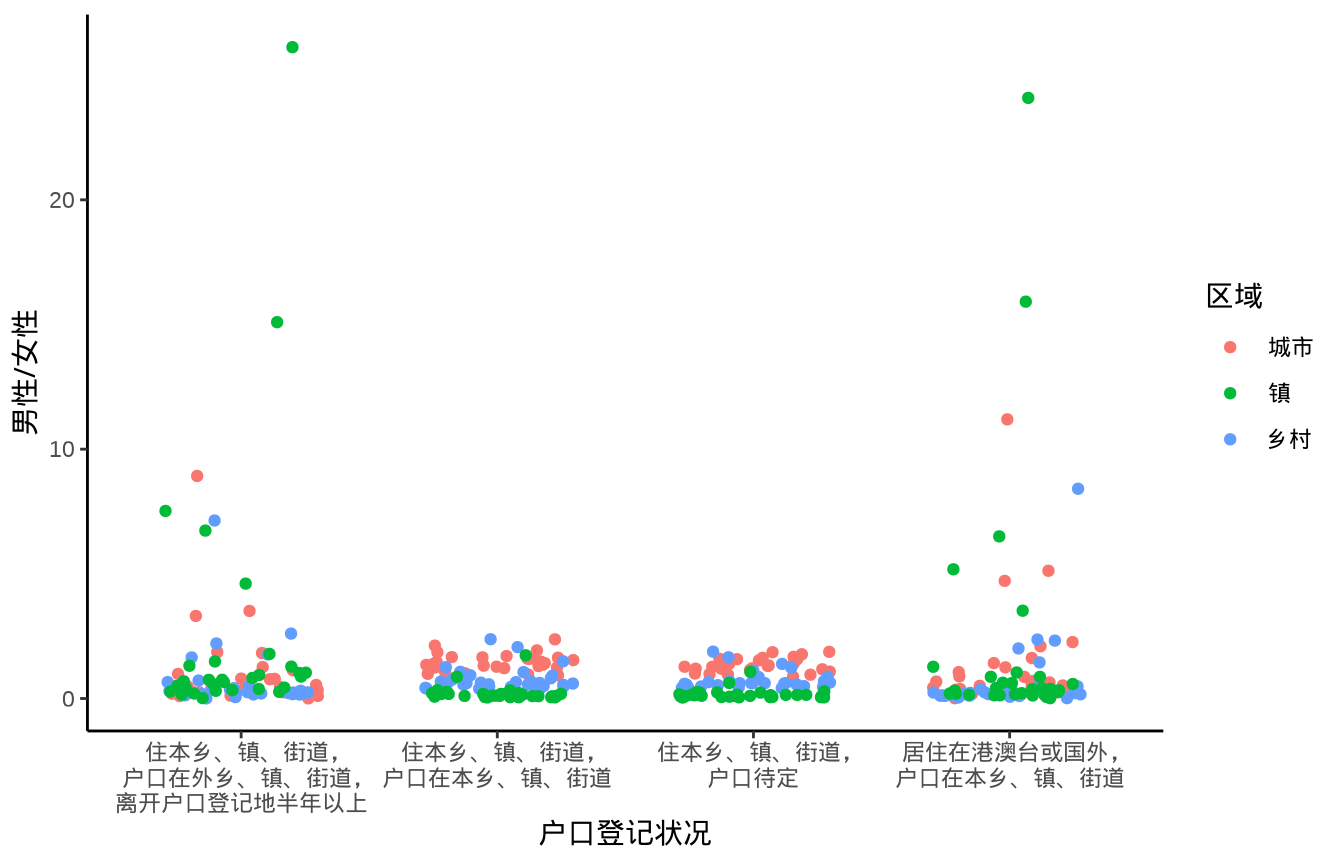 20
10
0
男性/女性
住本乡、镇、街道，
户口在外乡、镇、街道，
离开户口登记地半年以上
住本乡、镇、街道，
户口在本乡、镇、街道
住本乡、镇、街道，
户口待定
居住在港澳台或国外，
户口在本乡、镇、街道
户口登记状况
区域
城市
镇
乡村